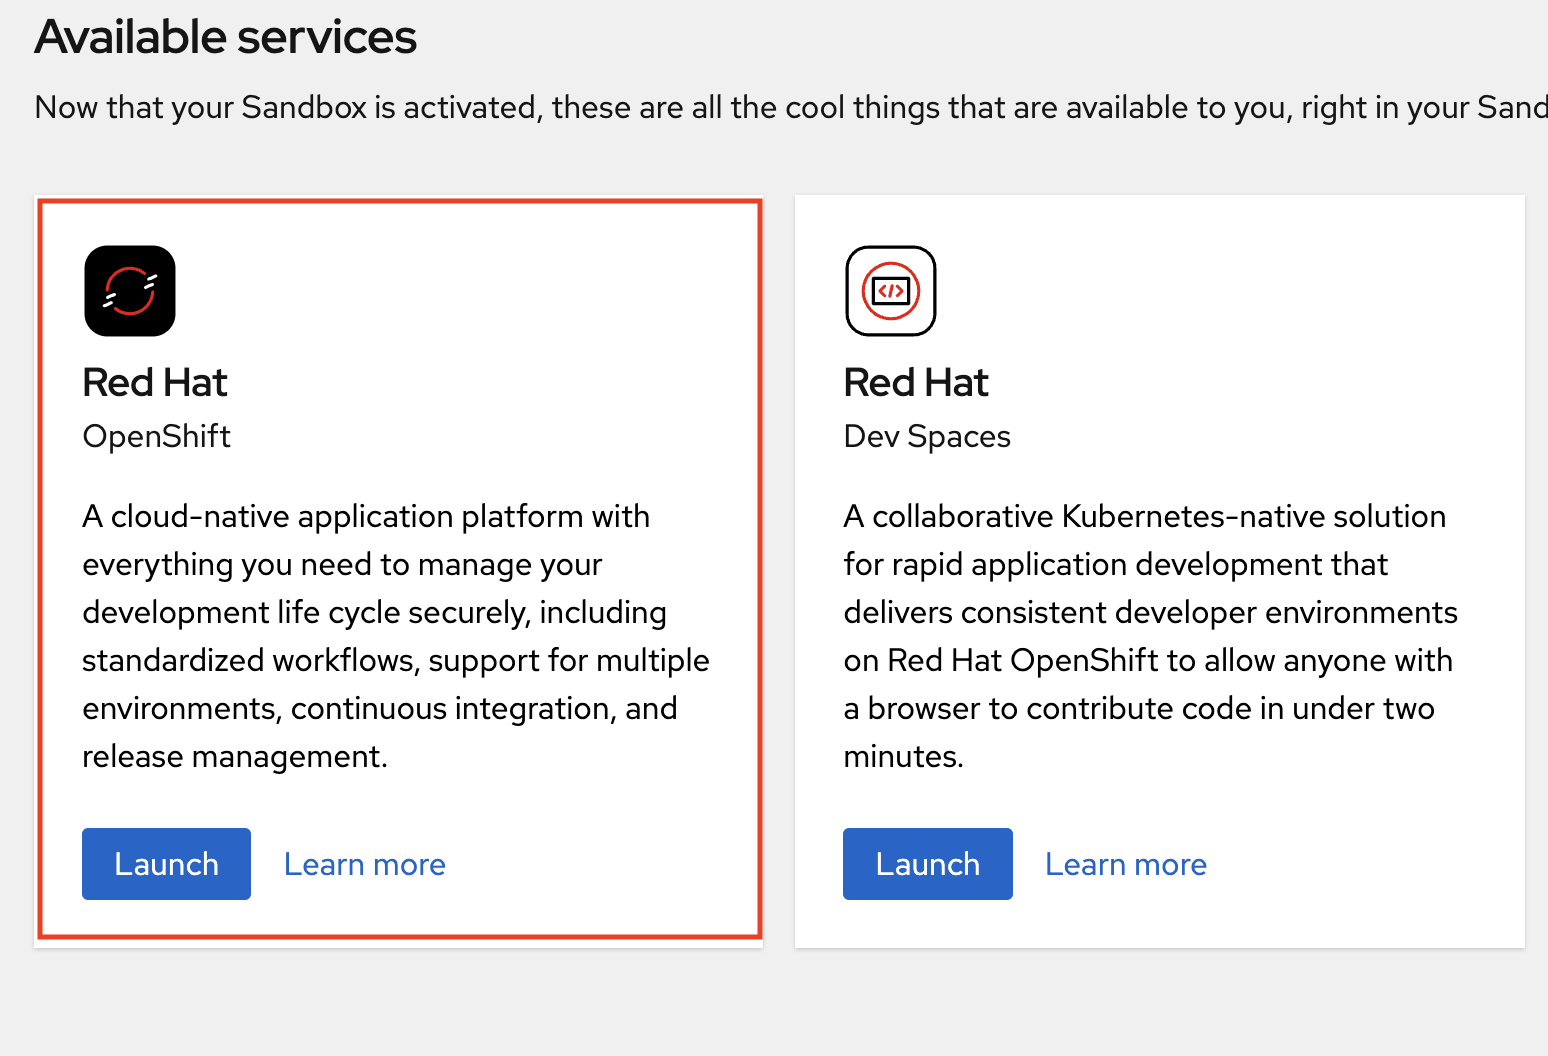 Available services
Now that your Sandbox is activated, these are all the cool things that are available to you, right in your Sand
Red Hat
OpenShift
A cloud-native application platform with
everything you need to manage your
development life cycle securely, including
standardized workflows, support for multiple
environments, continuous integration, and
release management.
Launch Learn more
</>
Red Hat
Dev Spaces
A collaborative Kubernetes-native solution
for rapid application development that
delivers consistent developer environments
on Red Hat OpenShift to allow anyone with
a browser to contribute code in under two
minutes.
Launch Learn more